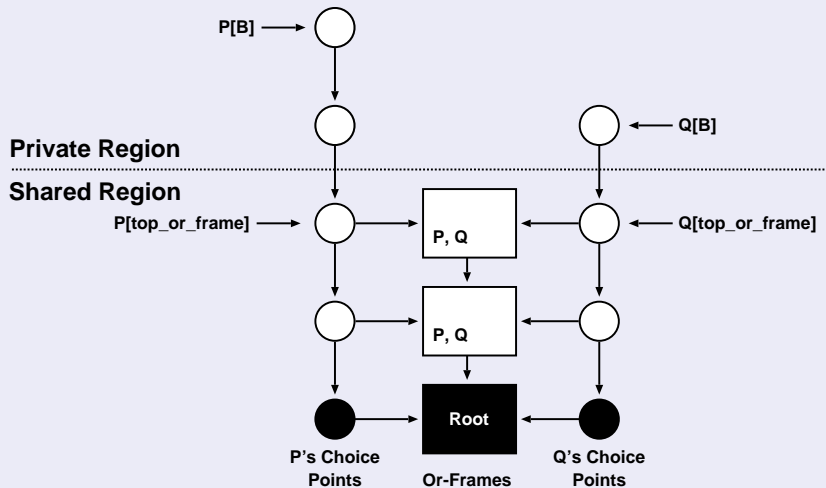 P[B]
Q[B]
Private Region
Shared Region
P[top_or_frame]
Q[top_or_frame]
P, Q
P, Q
Root
P's Choice
Points
Or-Frames
Q's Choice
Points